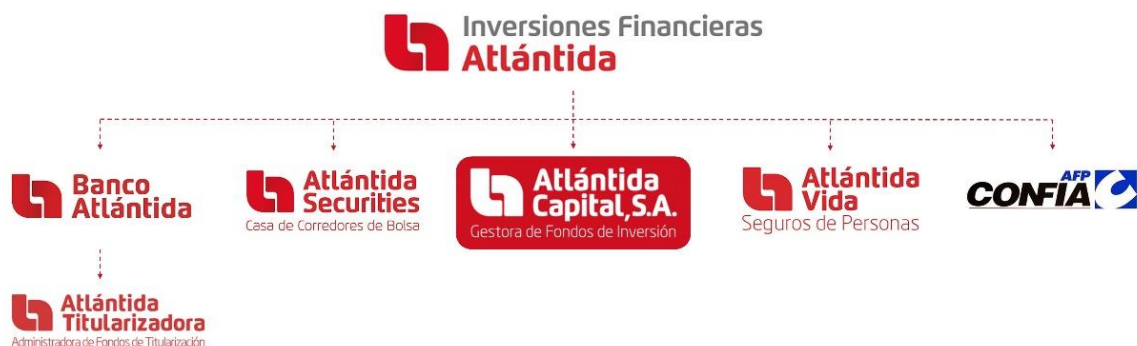 Inversiones Financieras
Atlántida
Banco
Atlántida
Atlántida
Securities
Casa de Corredores de Bolsa
Atlántida
Capital, S.A.
Gestora de Fondos de Inversión
Atlántida
Vida
Seguros de Personas
AFP
CONFÍA
Atlántida
Titularizadora
Administradora de Fondos de Titularización